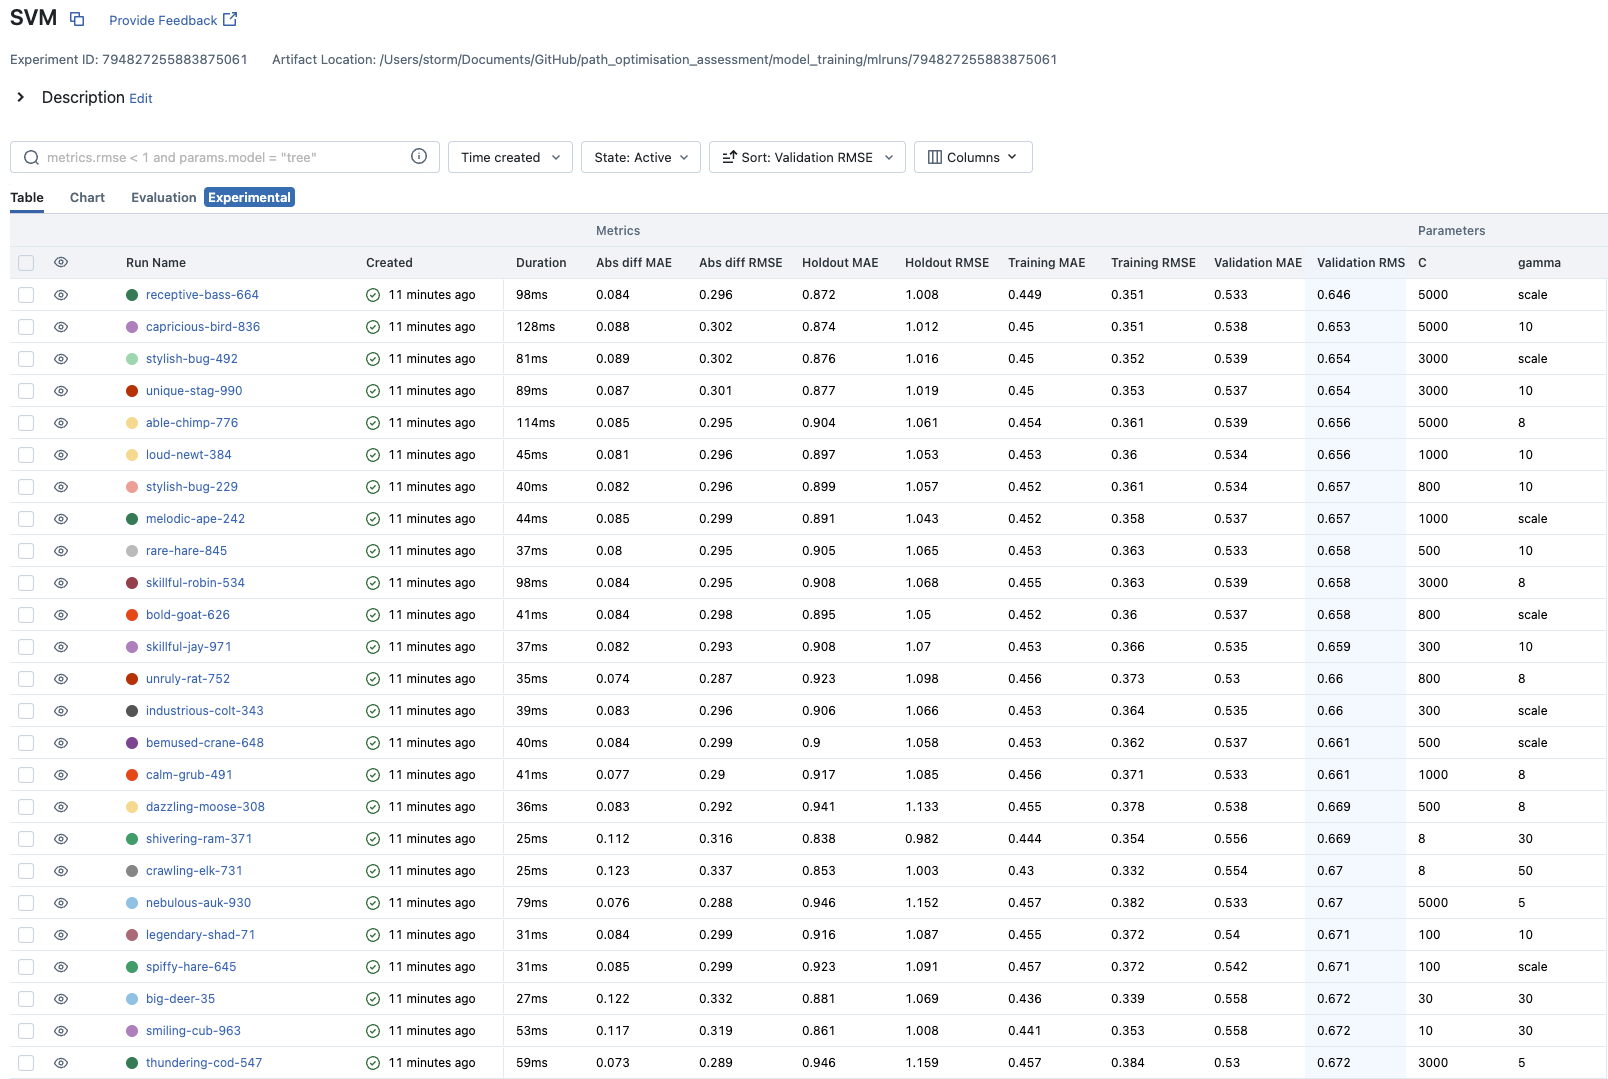 SVM Provide Feedback
Experiment ID: 794827255883875061 Artifact Location: /Users/storm/Documents/GitHub/path_optimisation_assessment/model_training/mlruns/794827255883875061
Description Edit
metrics.rmse < 1 and params.model = "tree" Time created State: Active Sort: Validation RMSE Columns
Table Chart Evaluation Experimental
Metrics Parameters
Run Name Created Duration Abs diff MAE Abs diff RMSE Holdout MAE Holdout RMSE Training MAE Training RMSE Validation MAE Validation RMS C gamma
receptive-bass-664 11 minutes ago 98ms 0.084 0.296 0.872 1.008 0.449 0.351 0.533 0.646 5000 scale
capricious-bird-836 11 minutes ago 128ms 0.088 0.302 0.874 1.012 0.45 0.351 0.538 0.653 5000 10
stylish-bug-492 11 minutes ago 81ms 0.089 0.302 0.876 1.016 0.45 0.352 0.539 0.654 3000 scale
unique-stag-990 11 minutes ago 89ms 0.087 0.301 0.877 1.019 0.45 0.353 0.537 0.654 3000 10
able-chimp-776 11 minutes ago 114ms 0.085 0.295 0.904 1.061 0.454 0.361 0.539 0.656 5000 8
loud-newt-384 11 minutes ago 45ms 0.081 0.296 0.897 1.053 0.453 0.36 0.534 0.656 1000 10
stylish-bug-229 11 minutes ago 40ms 0.082 0.296 0.899 1.057 0.452 0.361 0.534 0.657 800 10
melodic-ape-242 11 minutes ago 44ms 0.085 0.299 0.891 1.043 0.452 0.358 0.537 0.657 1000 scale
rare-hare-845 11 minutes ago 37ms 0.08 0.295 0.905 1.065 0.453 0.363 0.533 0.658 500 10
skillful-robin-534 11 minutes ago 98ms 0.084 0.295 0.908 1.068 0.455 0.363 0.539 0.658 3000 8
bold-goat-626 11 minutes ago 41ms 0.084 0.298 0.895 1.05 0.452 0.36 0.537 0.658 800 scale
skillful-jay-971 11 minutes ago 37ms 0.082 0.293 0.908 1.07 0.453 0.366 0.535 0.659 300 10
unruly-rat-752 11 minutes ago 35ms 0.074 0.287 0.923 1.098 0.456 0.373 0.53 0.66 800 8
industrious-colt-343 11 minutes ago 39ms 0.083 0.296 0.906 1.066 0.453 0.364 0.535 0.66 300 scale
bemused-crane-648 11 minutes ago 40ms 0.084 0.299 0.9 1.058 0.453 0.362 0.537 0.661 500 scale
calm-grub-491 11 minutes ago 41ms 0.077 0.29 0.917 1.085 0.456 0.371 0.533 0.661 1000 8
dazzling-moose-308 11 minutes ago 36ms 0.083 0.292 0.941 1.133 0.455 0.378 0.538 0.669 500 8
shivering-ram-371 11 minutes ago 25ms 0.112 0.316 0.838 0.982 0.444 0.354 0.556 0.669 8 30
crawling-elk-731 11 minutes ago 25ms 0.123 0.337 0.853 1.003 0.43 0.332 0.554 0.67 8 50
nebulous-auk-930 11 minutes ago 79ms 0.076 0.288 0.946 1.152 0.457 0.382 0.533 0.67 5000 5
legendary-shad-71 11 minutes ago 31ms 0.084 0.299 0.916 1.087 0.455 0.372 0.54 0.671 100 10
spiffy-hare-645 11 minutes ago 31ms 0.085 0.299 0.923 1.091 0.457 0.372 0.542 0.671 100 scale
big-deer-35 11 minutes ago 27ms 0.122 0.332 0.881 1.069 0.436 0.339 0.558 0.672 30 30
smiling-cub-963 11 minutes ago 53ms 0.117 0.319 0.861 1.008 0.441 0.353 0.558 0.672 10 30
thundering-cod-547 11 minutes ago 59ms 0.073 0.289 0.946 1.159 0.457 0.384 0.53 0.672 3000 5